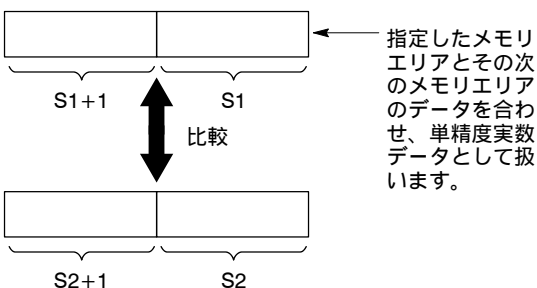 指定したメモリ
エリアとその次
のメモリエリア
のデータを合わ
せ、単精度実数
データとして扱
います。
S1+1
S1
比較
S2+1
S2